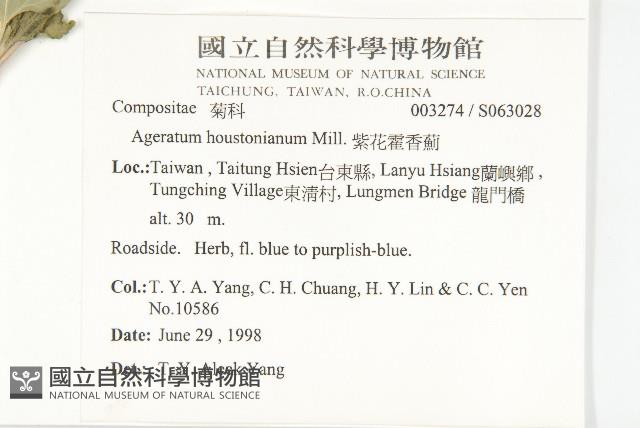 國立自然科學博物館
NATIONAL MUSEUM OF NATURAL SCIENCE
TAICHUNG, TAIWAN, R.O.CHINA
Compositae 菊科 003274 / S063028
Ageratum houstonianum Mill. 紫花霍香薊
Loc.:Taiwan , Taitung Hsien台東縣, Lanyu Hsiang蘭嶼鄉 ,
Tungching Village東清村, Lungmen Bridge 龍門橋
alt. 30 m.
Roadside. Herb, fl. blue to purplish-blue.
Col.:T. Y. A. Yang, C. H. Chuang, H. Y. Lin & C. C. Yen
No.10586
Date: June 29 , 1998
Det.: T. Y. Aleck Yang
國立自然科學博物館
NATIONAL MUSEUM OF NATURAL SCIENCE